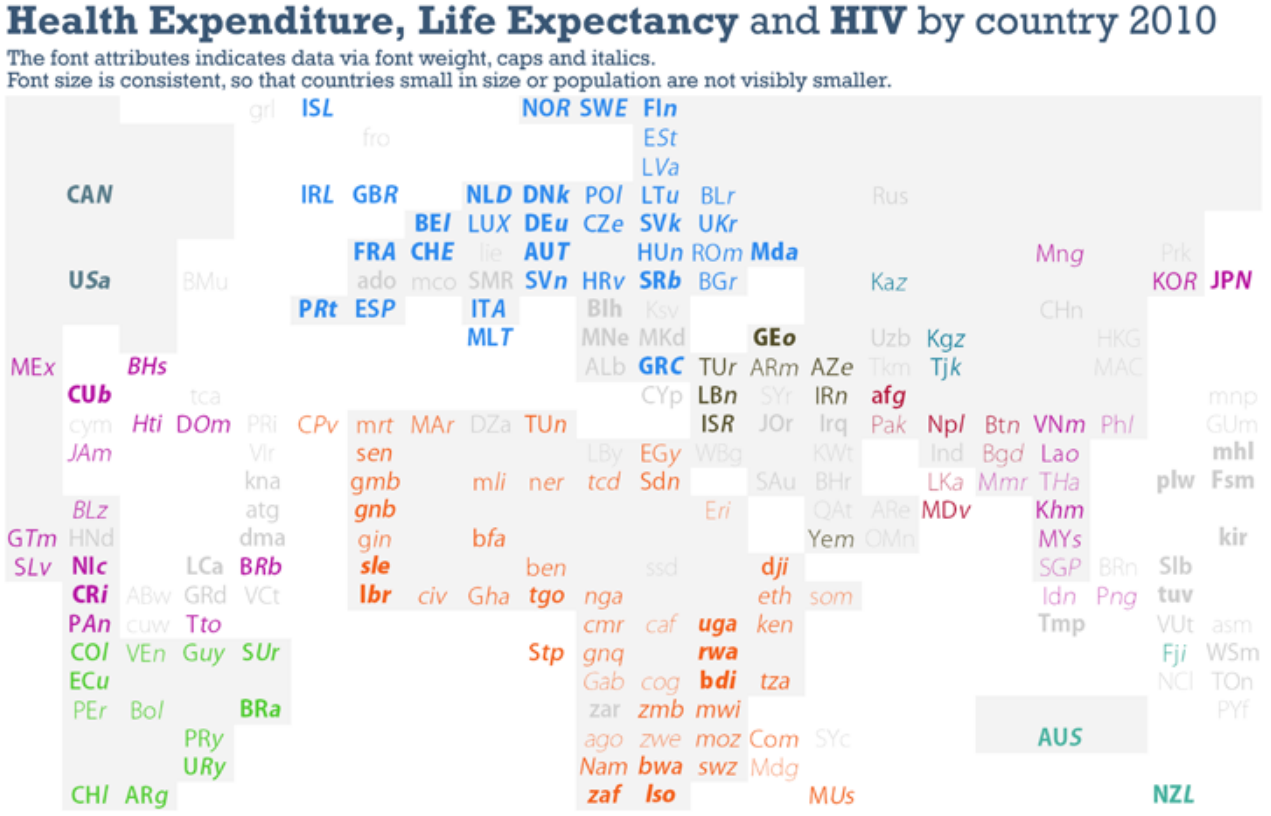 Health Expenditure, Life Expectancy and HIV by country 2010
The font attributes indicates data via font weight, caps and italics.
Font size is consistent, so that countries small in size or population are not visibly smaller.
grl ISL NOR SWE FIn
fro ESt
LVa
CAN IRL GBR NLD DNk POl LTu BLr Rus
BEl LUX DEu CZe SVk UKr
FRA CHE lie AUT HUn ROm Mda Mng Prk
USa BMu ado mco SMR SVn HRv SRb BGr Kaz KOR JPN
PRt ESP ITA BIh Ksv CHn
MLT MNe MKd GEo Uzb Kgz HKG
MEx BHs ALb GRC TUr ARm AZe Tkm Tjk MAC
CUb tca CYp LBn SYr IRn afg mnp
cym Hti DOm PRi CPv mrt MAr DZa TUn ISR JOr Irq Pak Npl Btn VNm Phl GUm
JAm VIr sen LBy EGy WBg KWt Ind Bgd Lao mhl
kna gmb mli ner tcd Sdn SAu BHr LKa Mmr THa plw Fsm
BLz atg gnb Eri QAt ARe MDv Khm
GTm HNd dma gin bfa Yem OMn MYs kir
SLv NIc LCa BRb sle ben ssd dji SGP BRn Slb
CRi ABw GRd VCt lbr civ Gha tgo nga eth som Idn Png tuv
PAn cuw Tto cmr caf uga ken Tmp VUt asm
COl VEn Guy SUr Stp gnq rwa Fji WSm
ECu Gab cog bdi tza NCl TOn
PEr Bol BRa zar zmb mwi PYf
PRy ago zwe moz Com SYc AUS
URy Nam bwa swz Mdg
CHl ARg zaf lso MUs NZL